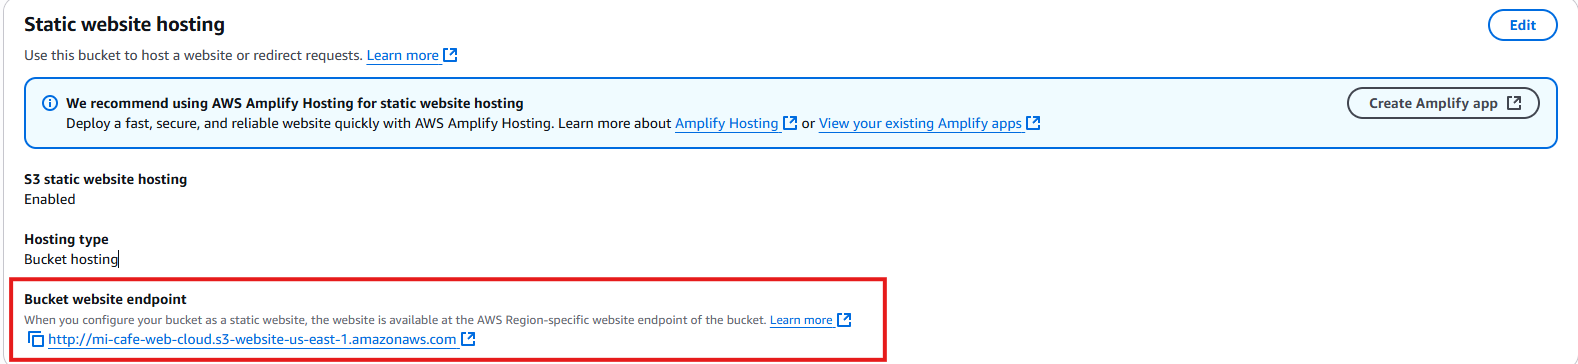 Static website hosting
Edit
Use this bucket to host a website or redirect requests. Learn more
We recommend using AWS Amplify Hosting for static website hosting
Create Amplify app
Deploy a fast, secure, and reliable website quickly with AWS Amplify Hosting. Learn more about Amplify Hosting or View your existing Amplify apps
S3 static website hosting
Enabled
Hosting type
Bucket hosting
Bucket website endpoint
When you configure your bucket as a static website, the website is available at the AWS Region-specific website endpoint of the bucket. Learn more
http://mi-cafe-web-cloud.s3-website-us-east-1.amazonaws.com